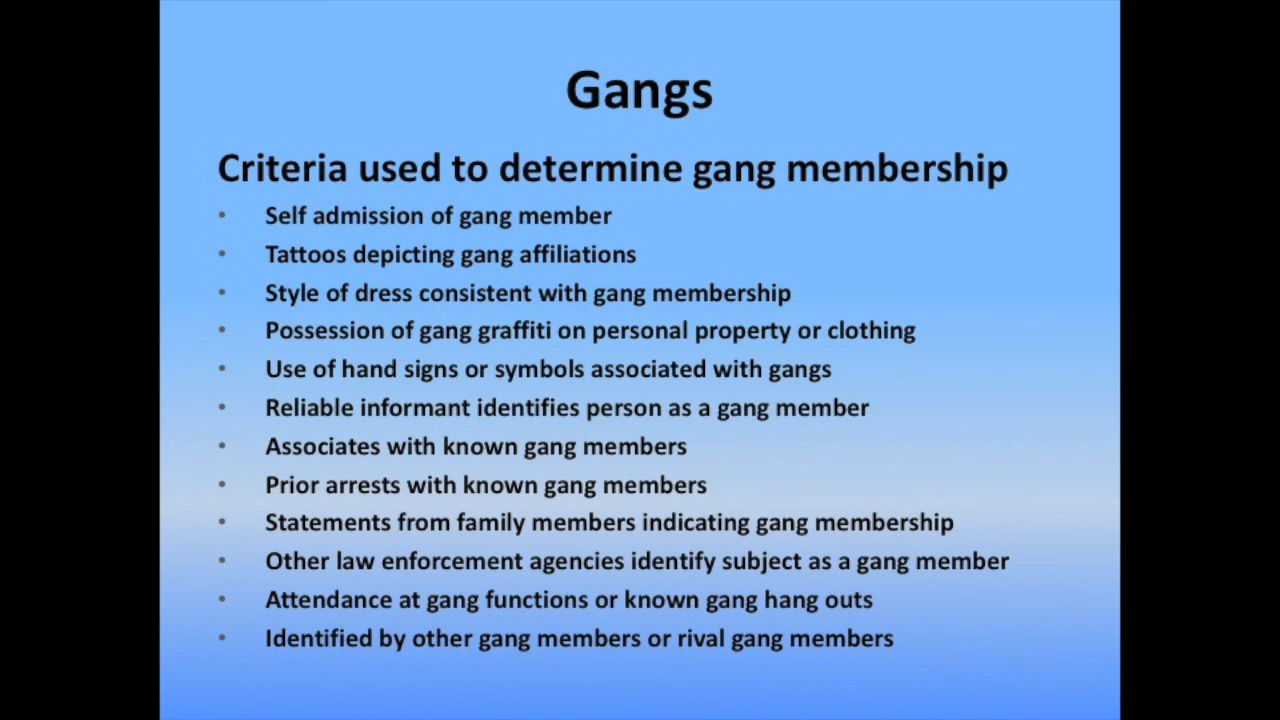 Gangs
Criteria used to determine gang membership
• Self admission of gang member
• Tattoos depicting gang affiliations
• Style of dress consistent with gang membership
• Possession of gang graffiti on personal property or clothing
• Use of hand signs or symbols associated with gangs
• Reliable informant identifies person as a gang member
• Associates with known gang members
• Prior arrests with known gang members
• Statements from family members indicating gang membership
• Other law enforcement agencies identify subject as a gang member
• Attendance at gang functions or known gang hang outs
• Identified by other gang members or rival gang members